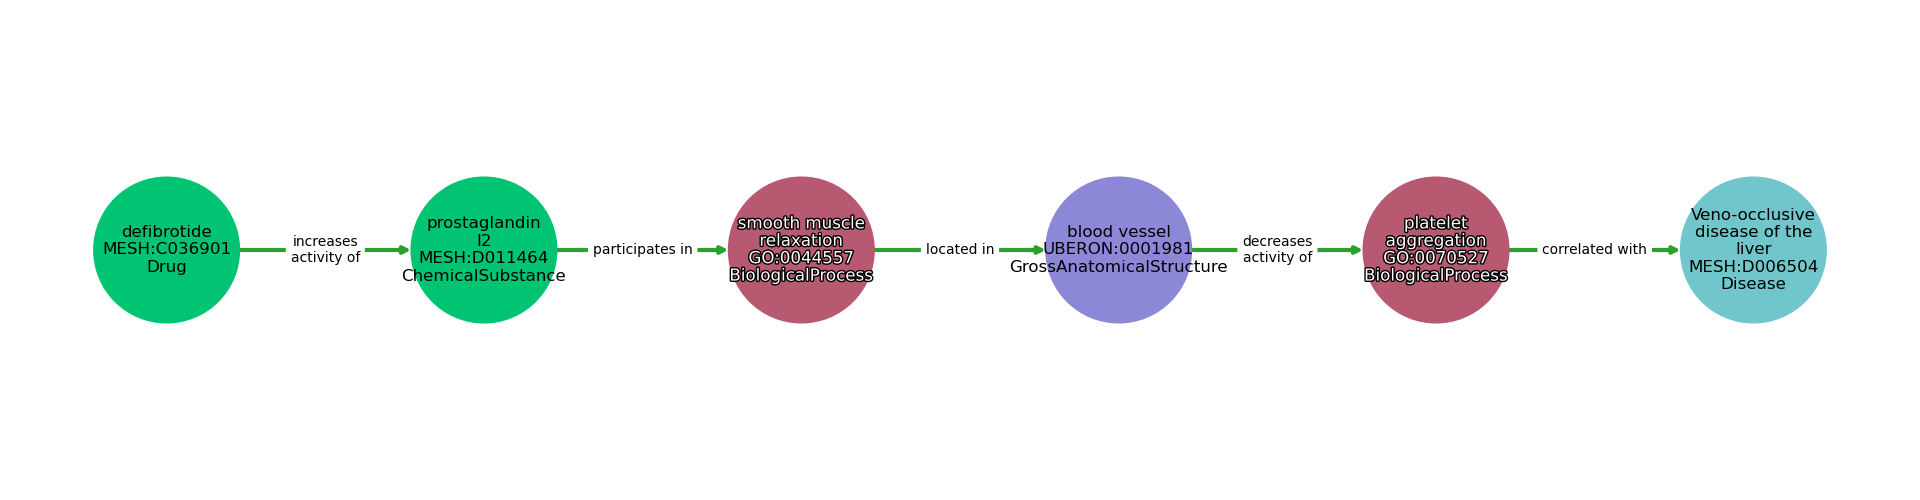 defibrotide
MESH:C036901
Drug
increases
activity of
prostaglandin
I2
MESH:D011464
ChemicalSubstance
participates in
smooth muscle
relaxation
GO:0044557
BiologicalProcess
located in
blood vessel
UBERON:0001981
GrossAnatomicalStructure
decreases
activity of
platelet
aggregation
GO:0070527
BiologicalProcess
correlated with
Veno-occlusive
disease of the
liver
MESH:D006504
Disease